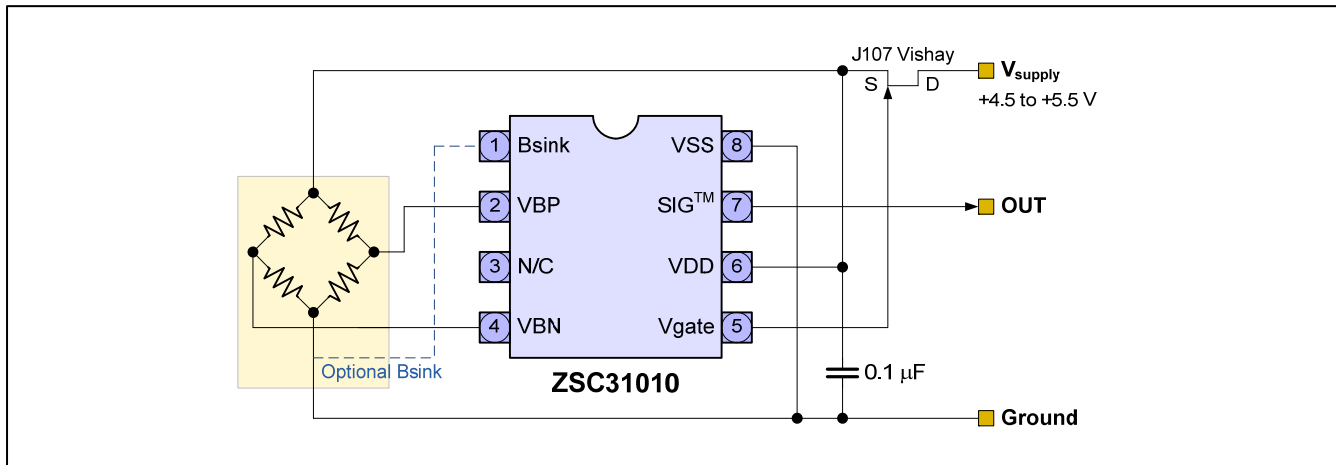 J107 Vishay
S
D
Vsupply
+4.5 to +5.5 V
1
Bsink
VSS
8
2
VBP
SIG™
7
OUT
3
N/C
VDD
6
4
VBN
Vgate
5
Optional Bsink
0.1 μF
ZSC31010
Ground